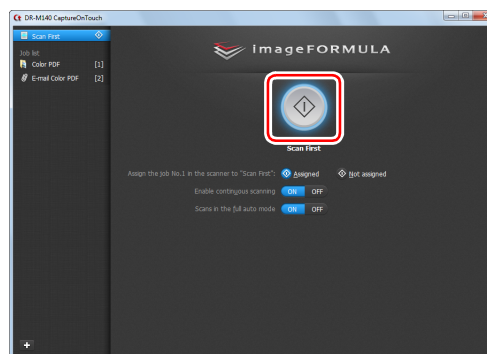 DR-M140 CaptureOnTouch
Scan First
Job list
Color PDF [1]
E-mail Color PDF [2]
imageFORMULA
Scan First
Assign the job No.1 in the scanner to "Scan First": Assigned Not assigned
Enable continuous scanning ON OFF
Scans in the full auto mode ON OFF